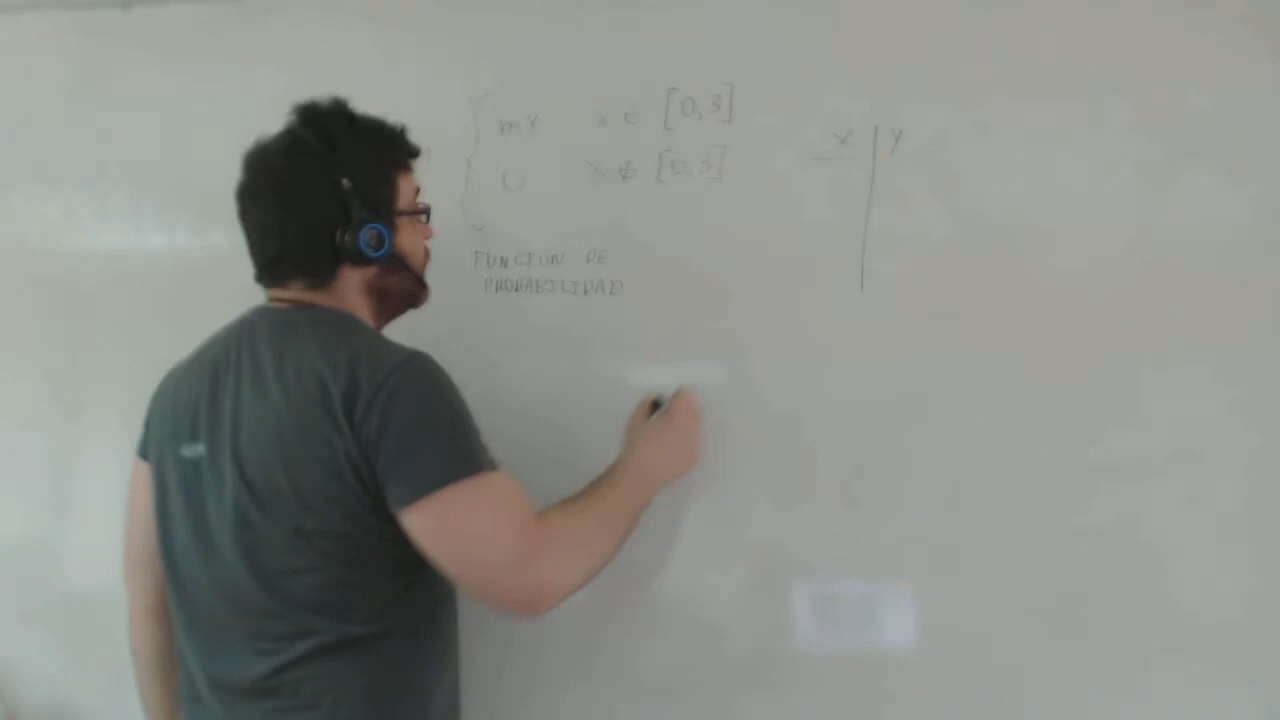 mx x ∈ [0,3]
0 x ∉ [0,3]
FUNCION DE
PROBABILIDAD
x y